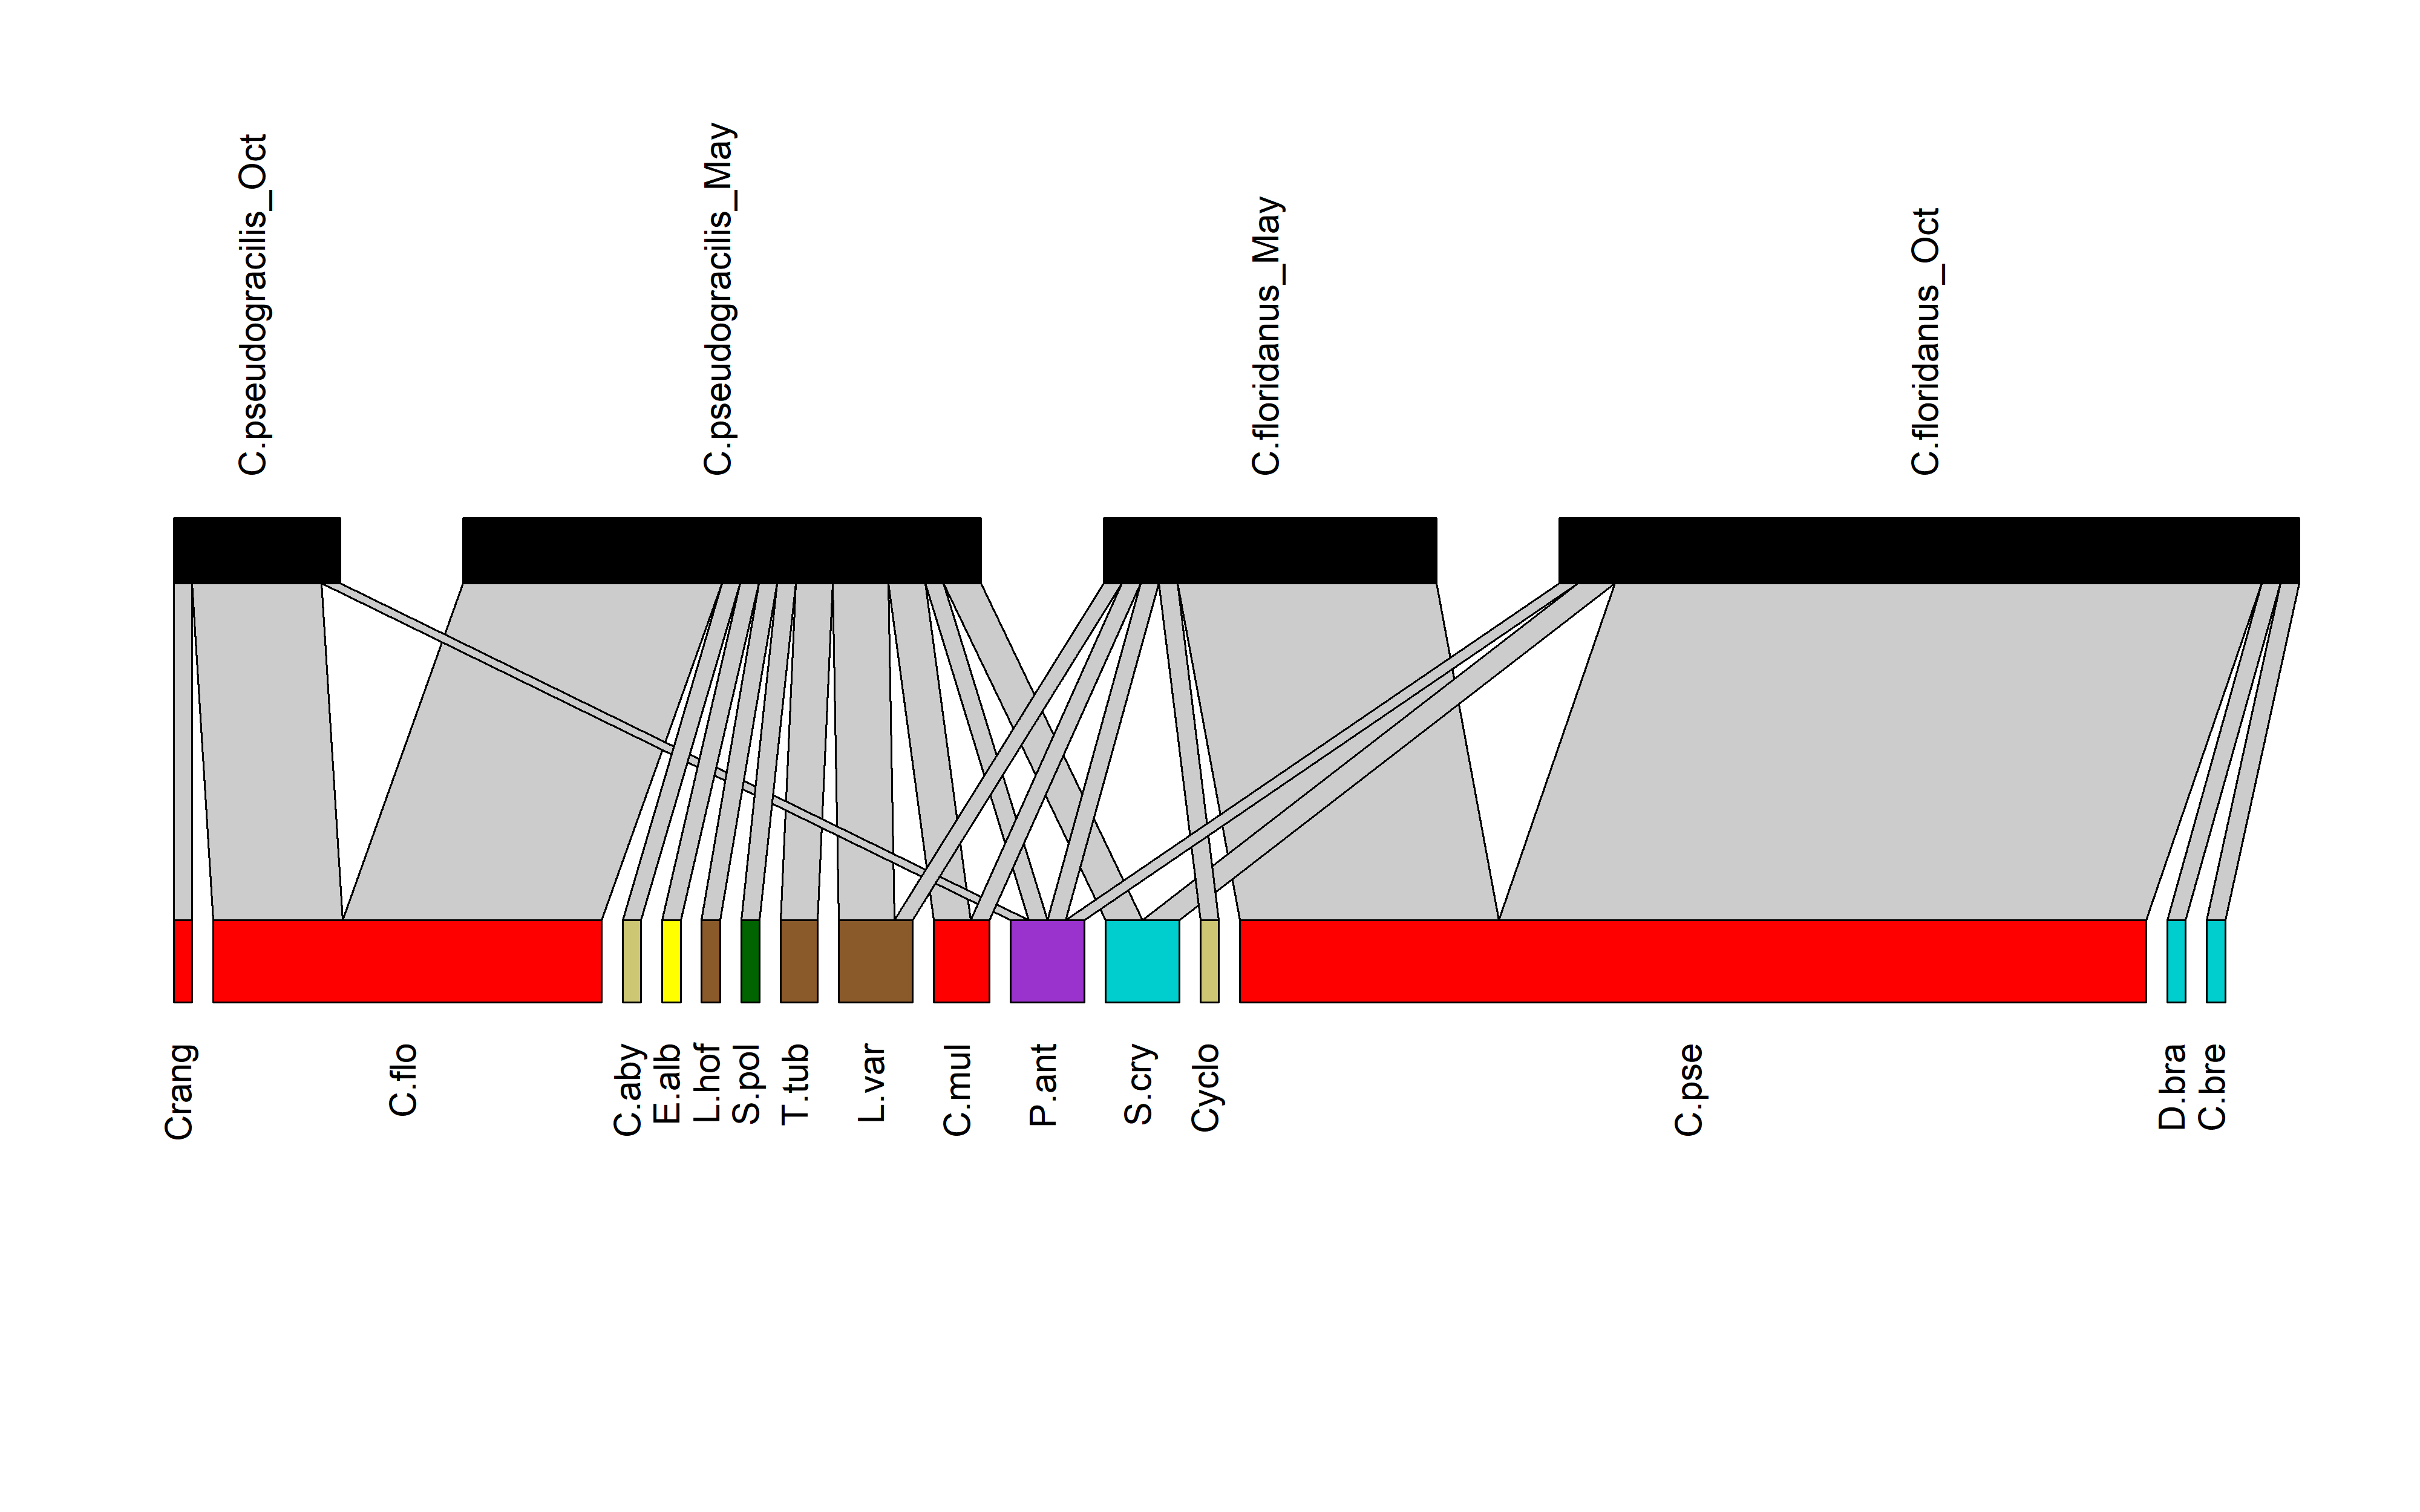 C.pseudogracilis_Oct
C.pseudogracilis_May
C.floridanus_May
C.floridanus_Oct
Crang
C.flo
C.aby
E.alb
L.hof
S.pol
T.tub
L.var
C.mul
P.ant
S.cry
Cyclo
C.pse
D.bra
C.bre